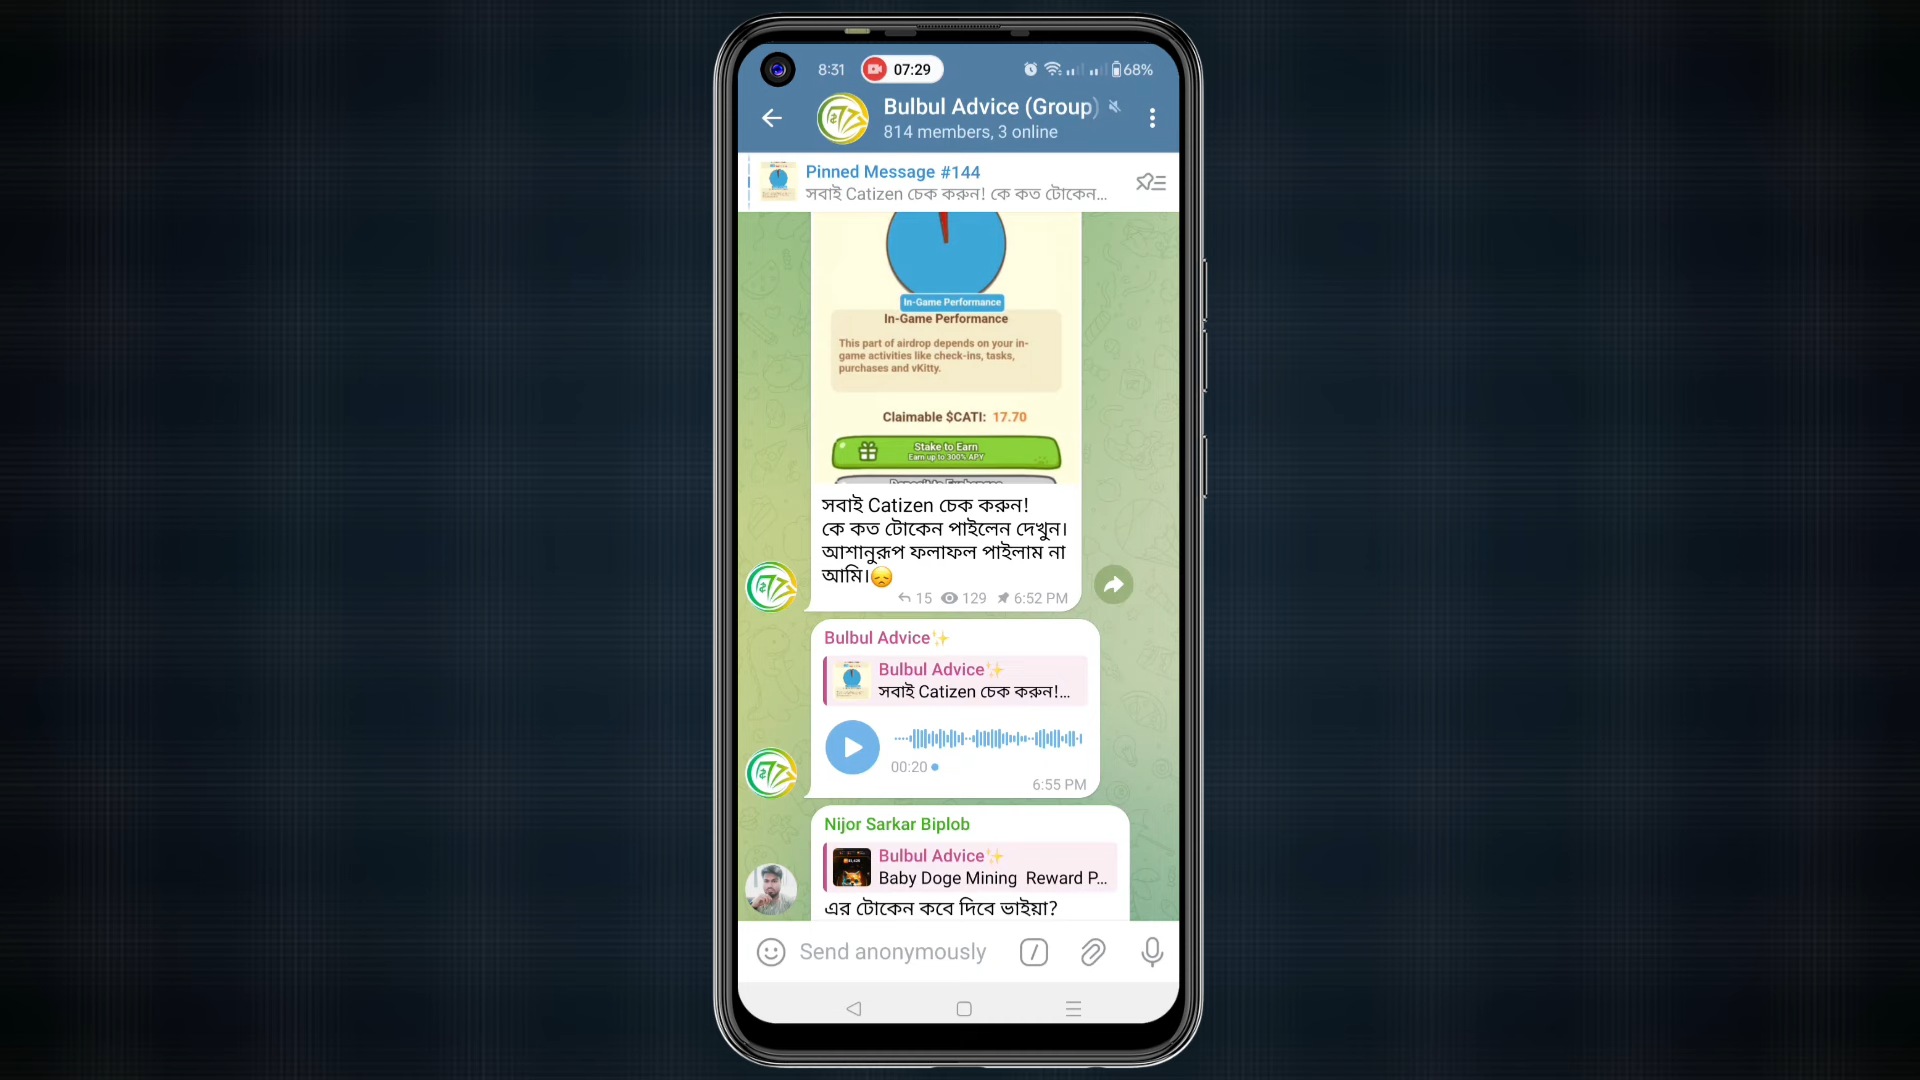 8:31
07:29
68%
Bulbul Advice (Group)
814 members, 3 online
Pinned Message #144
সবাই Catizen চেক করুন! কে কত টোকেন...
In-Game Performance
In-Game Performance
This part of airdrop depends on your in-
game activities like check-ins, tasks,
purchases and vKitty.
Claimable $CATI: 17.70
Stake to Earn
Earn up to 300% APY
সবাই Catizen চেক করুন!
কে কত টোকেন পাইলেন দেখুন।
আশানুরূপ ফলাফল পাইলাম না
আমি।😞
15 129 6:52 PM
Bulbul Advice✨
Bulbul Advice✨
সবাই Catizen চেক করুন!...
00:20
6:55 PM
Nijor Sarkar Biplob
Bulbul Advice✨
Baby Doge Mining Reward P...
এর টোকেন কবে দিবে ভাইয়া?
Send anonymously